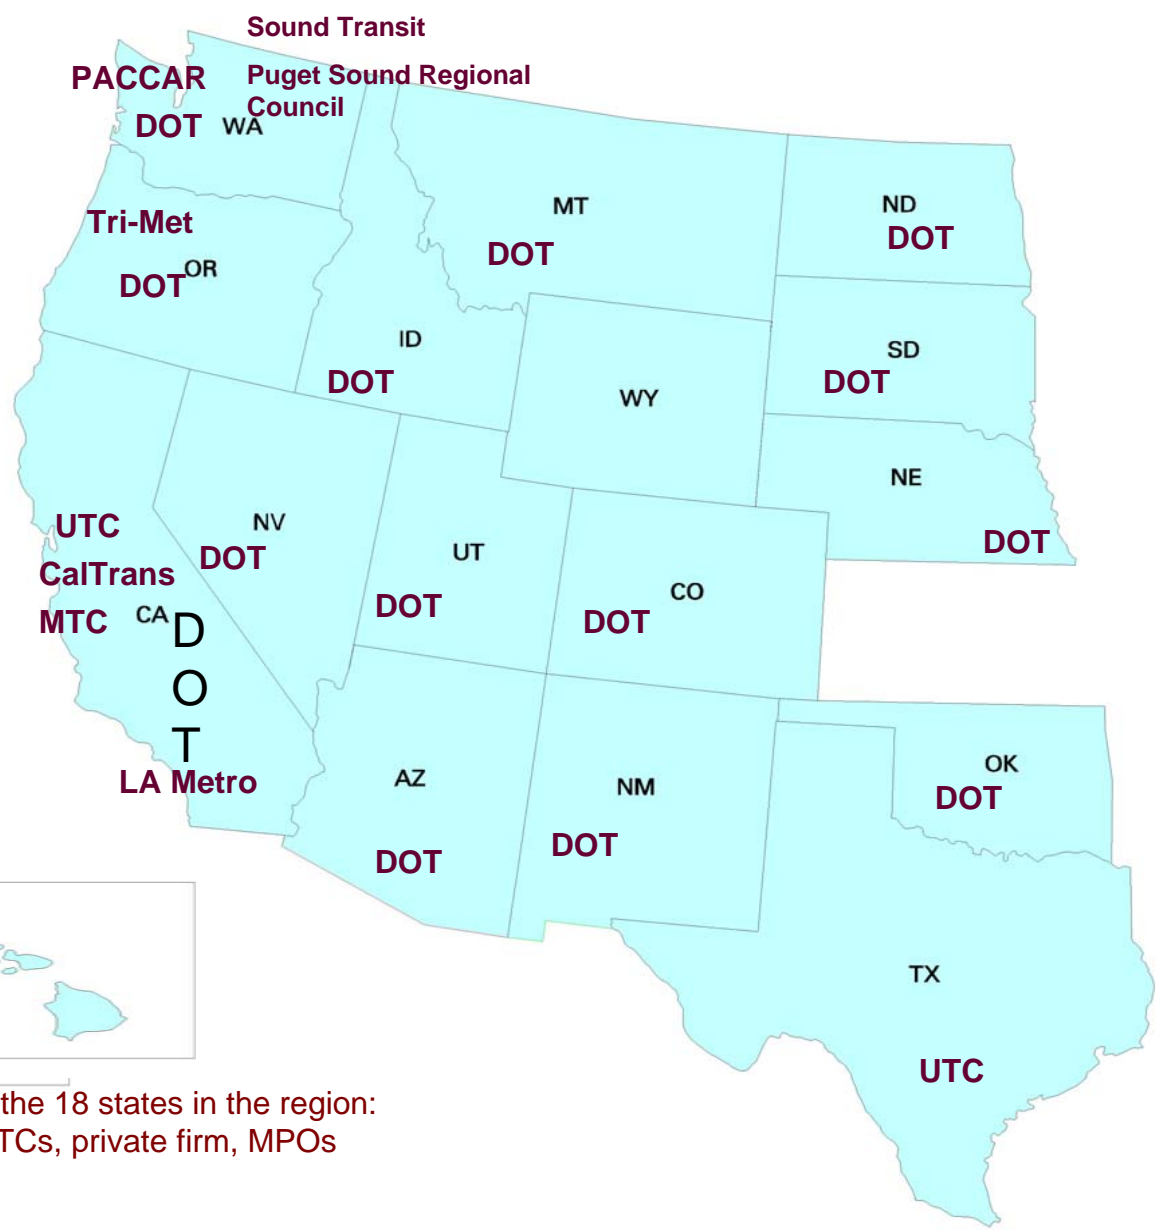 Sound Transit
PACCAR
Puget Sound Regional
Council
DOT
WA
Tri-Met
DOT
OR
MT
DOT
ND
DOT
ID
DOT
WY
SD
DOT
NE
DOT
UTC
CalTrans
MTC
CA
D
O
T
LA Metro
NV
DOT
UT
DOT
CO
DOT
AZ
DOT
NM
DOT
OK
DOT
TX
UTC
the 18 states in the region:
TCs, private firm, MPOs